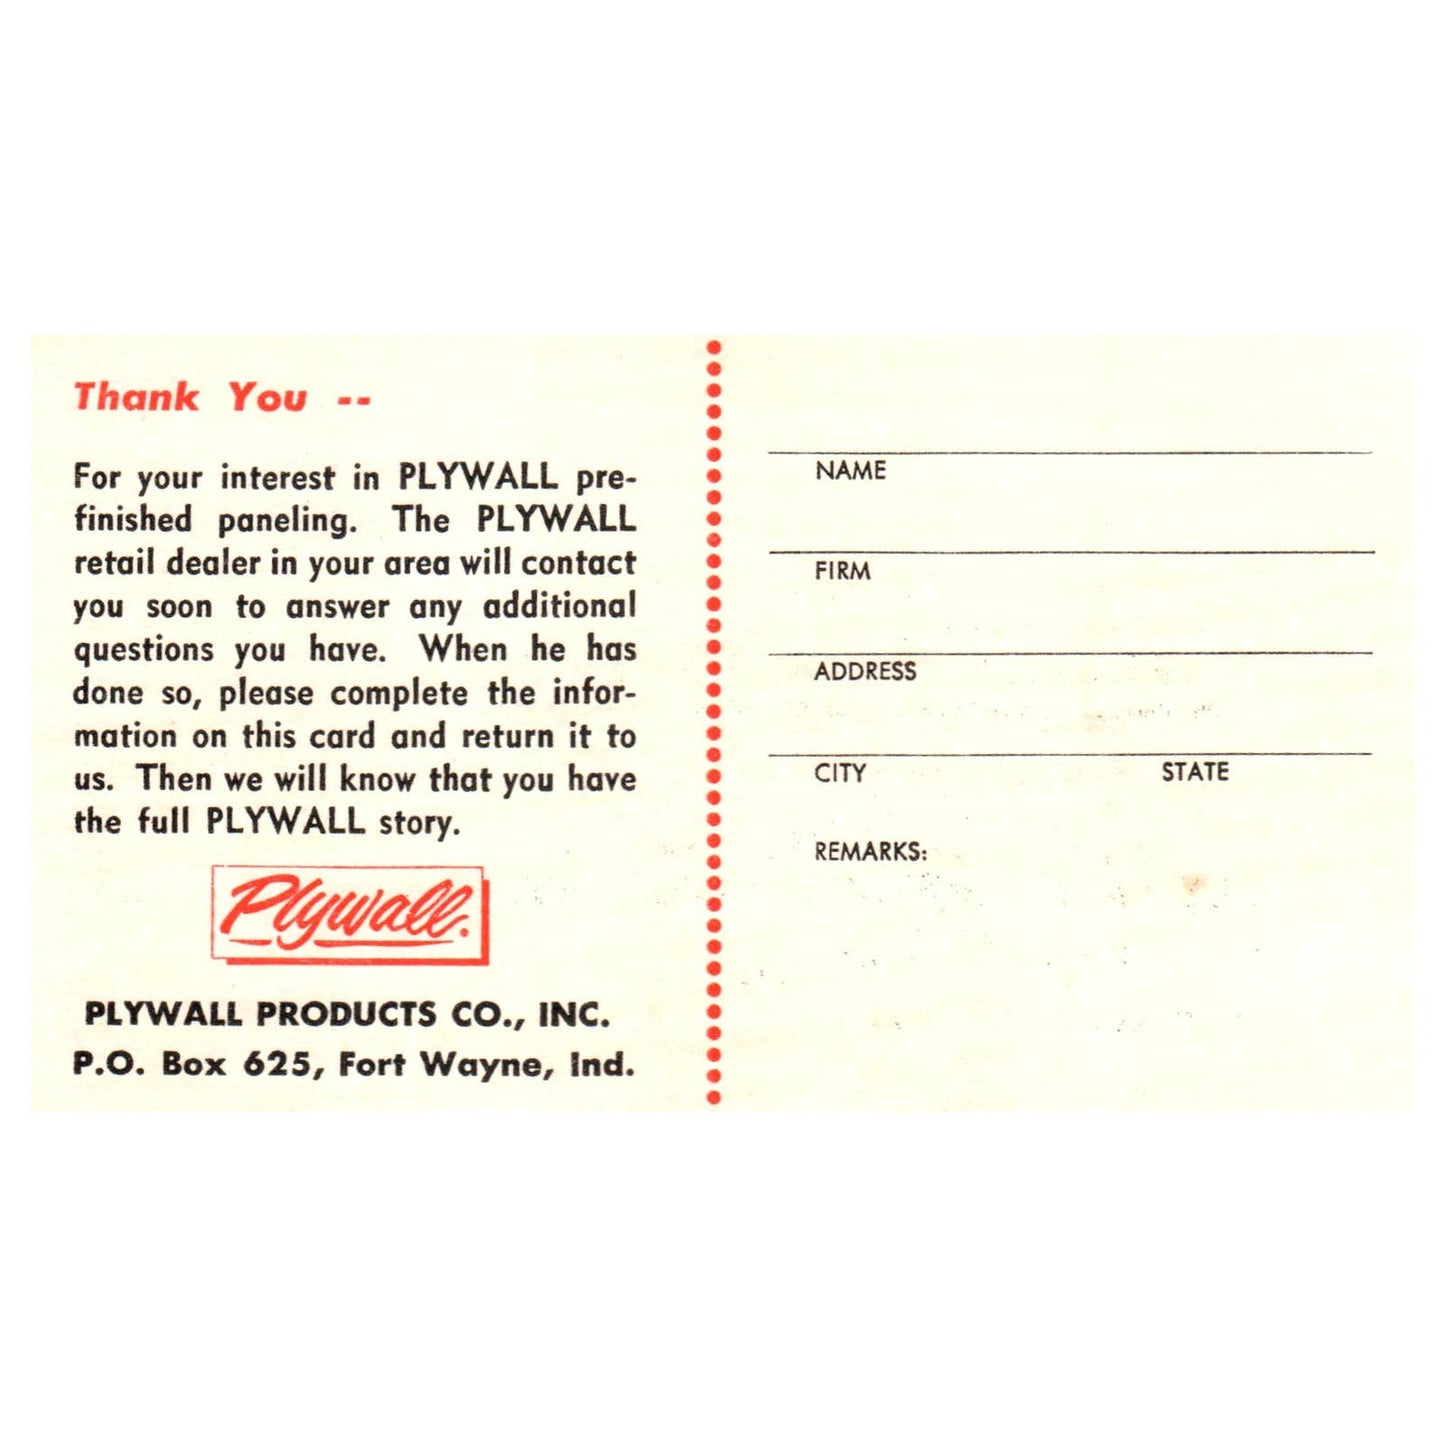 Thank You --
For your interest in PLYWALL pre-
finished paneling. The PLYWALL
retail dealer in your area will contact
you soon to answer any additional
questions you have. When he has
done so, please complete the infor-
mation on this card and return it to
us. Then we will know that you have
the full PLYWALL story.
Plywall.
PLYWALL PRODUCTS CO., INC.
P.O. Box 625, Fort Wayne, Ind.
NAME
FIRM
ADDRESS
CITY STATE
REMARKS: